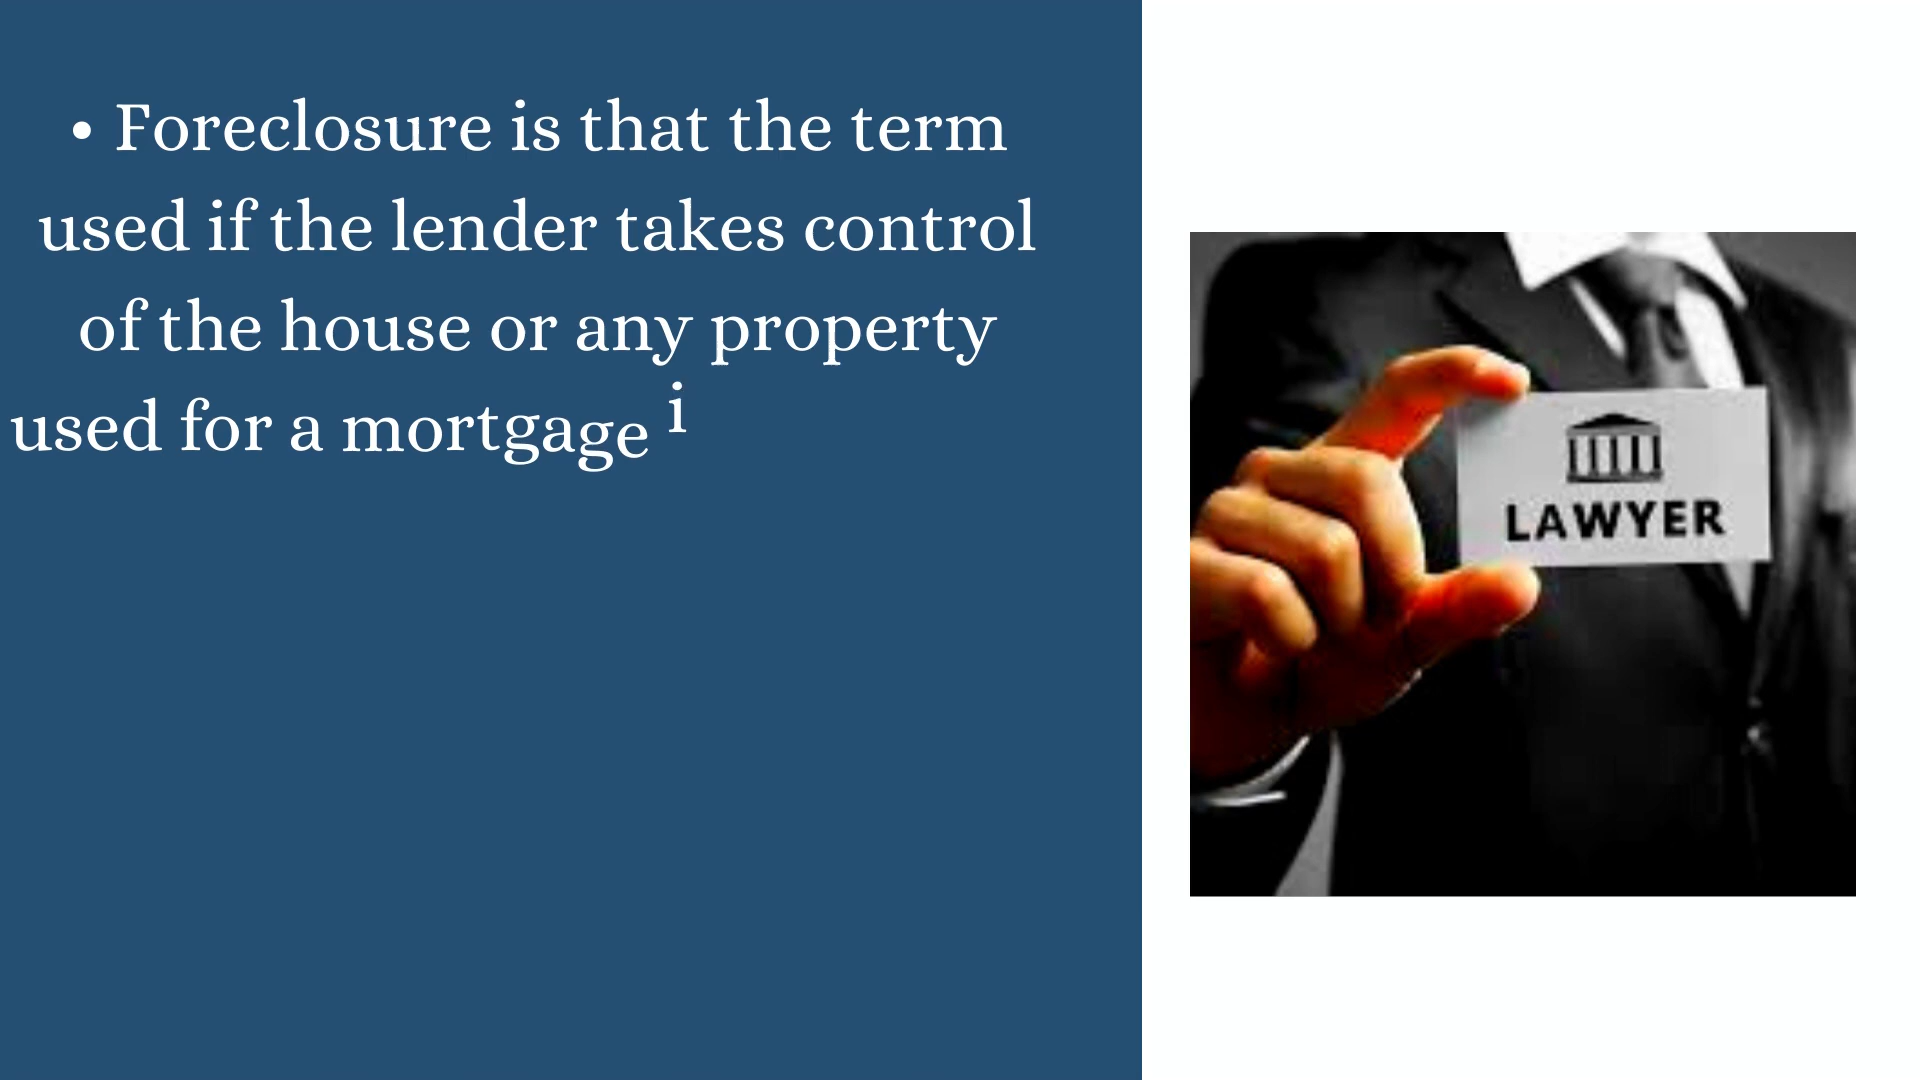 • Foreclosure is that the term
used if the lender takes control
of the house or any property
used for a mortgage i
LAWYER